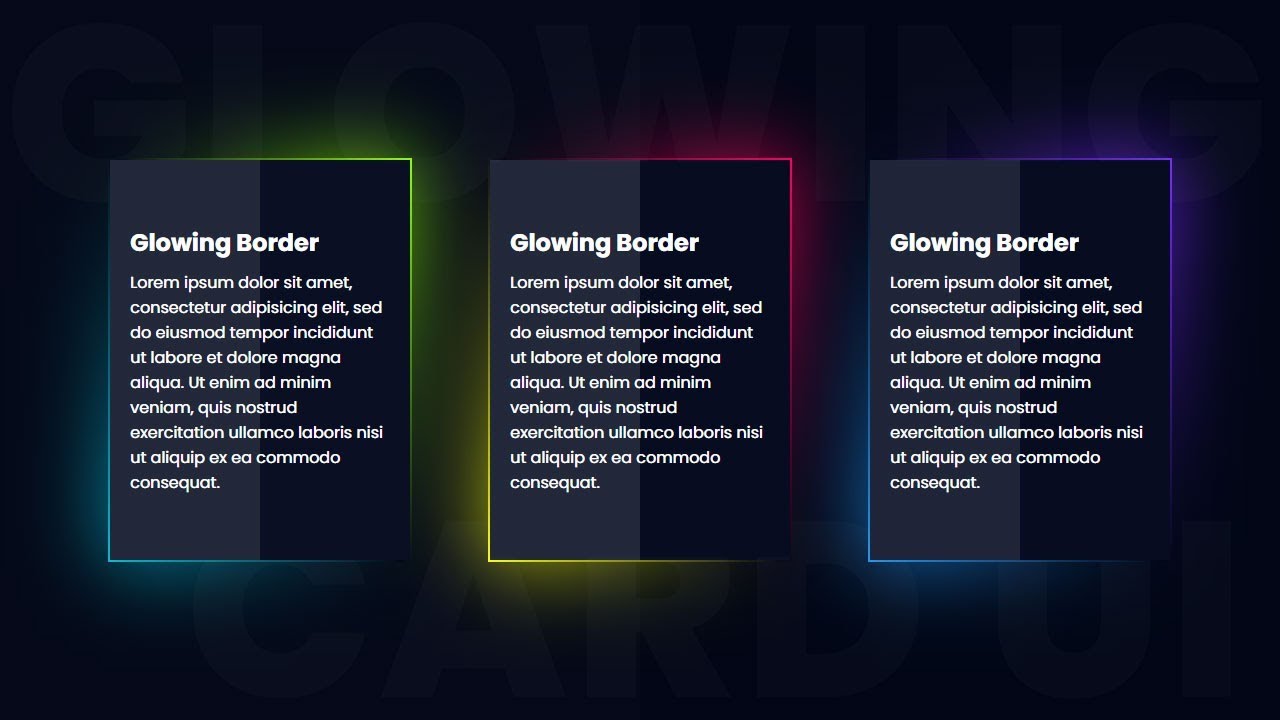 GLOWING
Glowing Border
Lorem ipsum dolor sit amet,
consectetur adipisicing elit, sed
do eiusmod tempor incididunt
ut labore et dolore magna
aliqua. Ut enim ad minim
veniam, quis nostrud
exercitation ullamco laboris nisi
ut aliquip ex ea commodo
consequat.
Glowing Border
Lorem ipsum dolor sit amet,
consectetur adipisicing elit, sed
do eiusmod tempor incididunt
ut labore et dolore magna
aliqua. Ut enim ad minim
veniam, quis nostrud
exercitation ullamco laboris nisi
ut aliquip ex ea commodo
consequat.
Glowing Border
Lorem ipsum dolor sit amet,
consectetur adipisicing elit, sed
do eiusmod tempor incididunt
ut labore et dolore magna
aliqua. Ut enim ad minim
veniam, quis nostrud
exercitation ullamco laboris nisi
ut aliquip ex ea commodo
consequat.
CARD UI